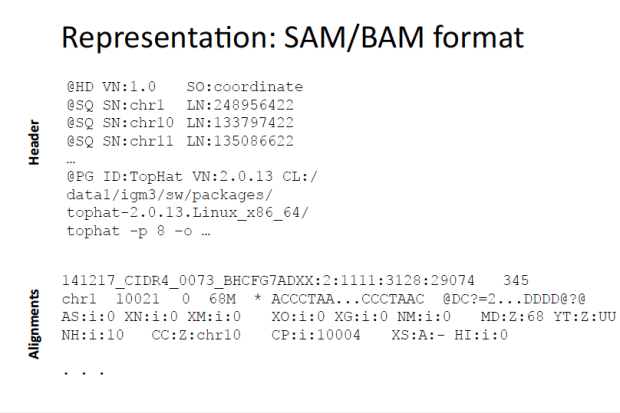 Representation: SAM/BAM format
Header
@HD VN:1.0 SO:coordinate
@SQ SN:chr1 LN:248956422
@SQ SN:chr10 LN:133797422
@SQ SN:chr11 LN:135086622
…
@PG ID:TopHat VN:2.0.13 CL:/
data1/igm3/sw/packages/
tophat-2.0.13.Linux_x86_64/
tophat -p 8 -o …
Alignments
141217_CIDR4_0073_BHCFG7ADXX:2:1111:3128:29074 345
chr1 10021 0 68M * ACCCTAA...CCCTAAC @DC?=2...DDDD@?@
AS:i:0 XN:i:0 XM:i:0 XO:i:0 XG:i:0 NM:i:0 MD:Z:68 YT:Z:UU
NH:i:10 CC:Z:chr10 CP:i:10004 XS:A:- HI:i:0
. . .